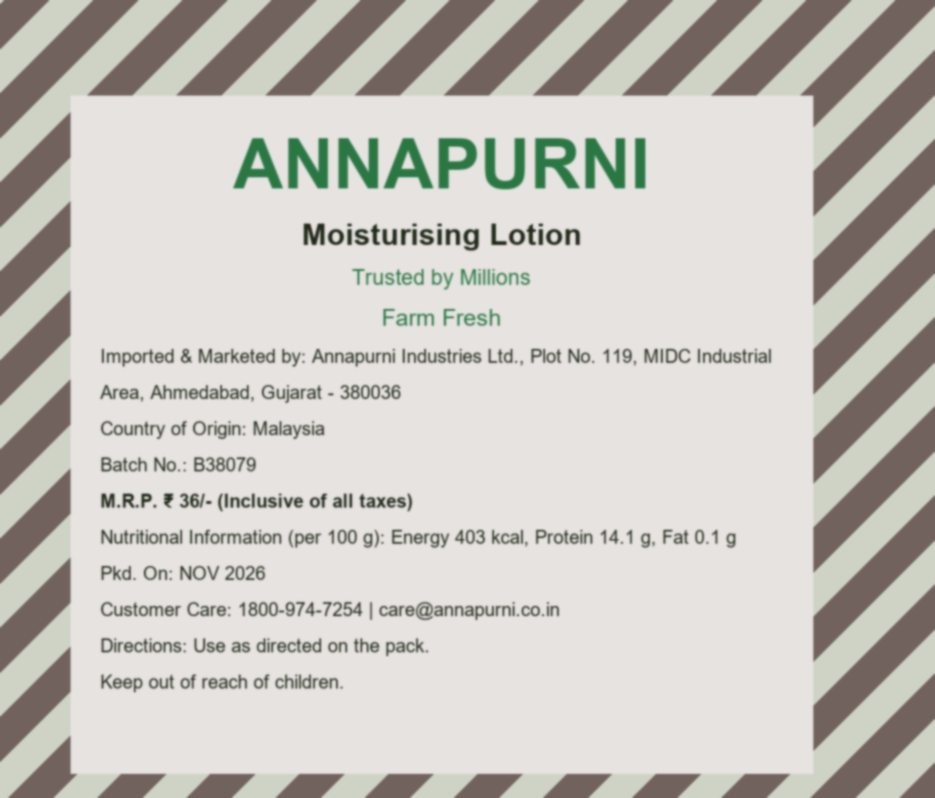 ANNAPURNI
Moisturising Lotion
Trusted by Millions
Farm Fresh
Imported & Marketed by: Annapurni Industries Ltd., Plot No. 119, MIDC Industrial
Area, Ahmedabad, Gujarat - 380036
Country of Origin: Malaysia
Batch No.: B38079
M.R.P. ₹ 36/- (Inclusive of all taxes)
Nutritional Information (per 100 g): Energy 403 kcal, Protein 14.1 g, Fat 0.1 g
Pkd. On: NOV 2026
Customer Care: 1800-974-7254 | care@annapurni.co.in
Directions: Use as directed on the pack.
Keep out of reach of children.